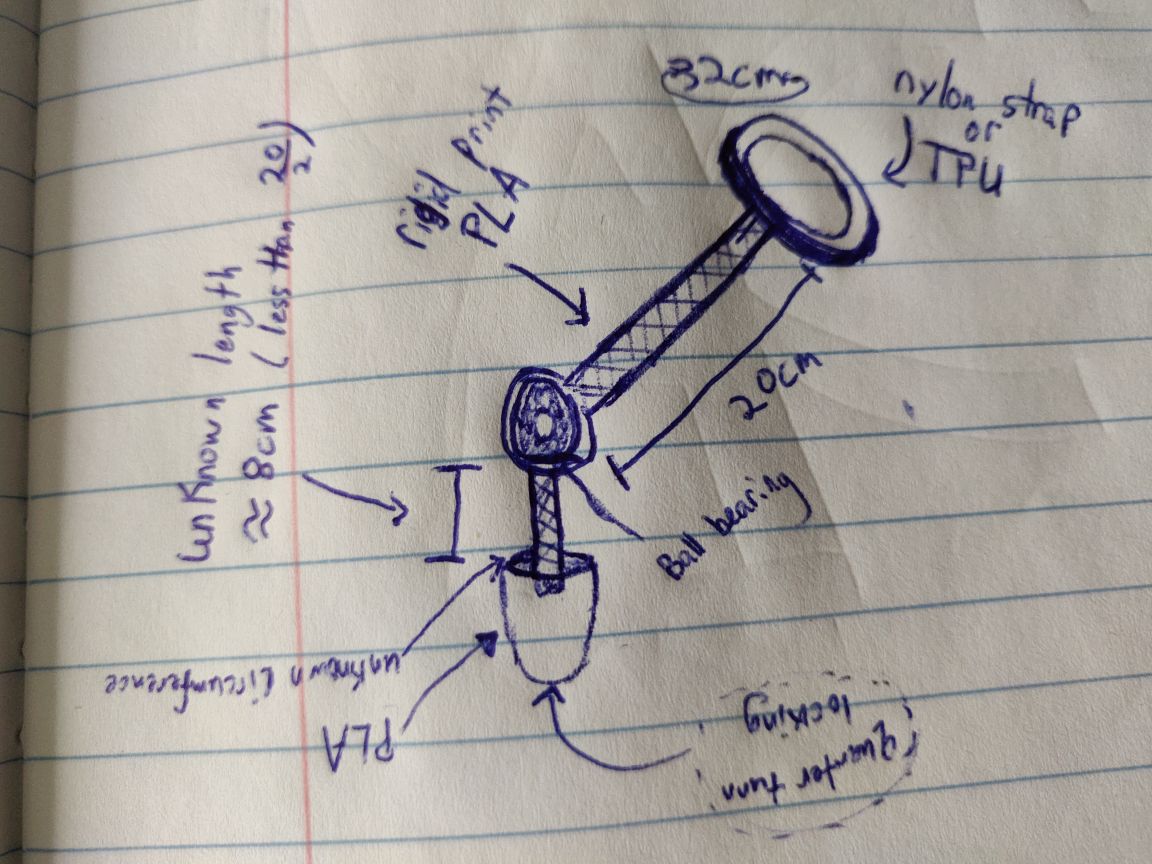 32cm
nylon strap
or
TPU
rigid print
PLA
unknown length
≈ 8cm (less than 20/2)
20cm
Ball bearing
unknown circumference
PLA
quarter turn
locking